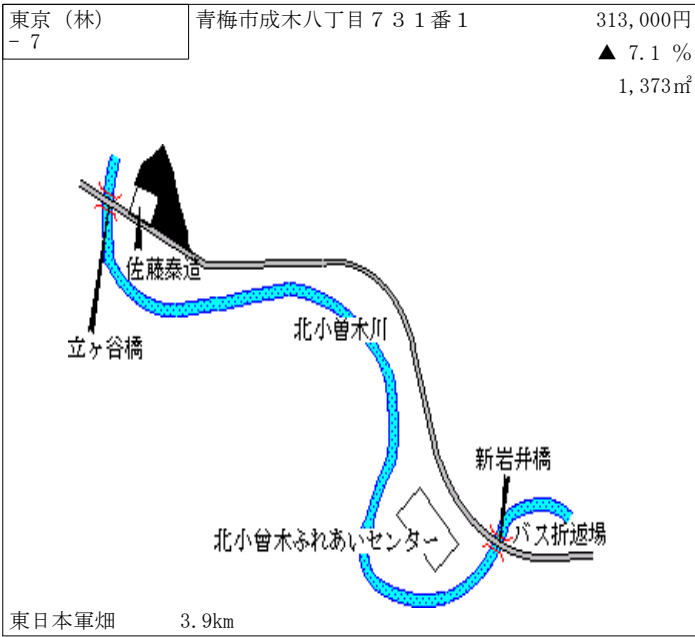 東京（林） 青梅市成木八丁目７３１番１ 313,000円
- 7
▲ 7.1 %
1,373㎡
佐藤泰造
立ヶ谷橋
北小曽木川
新岩井橋
バス折返場
北小曽木ふれあいセンター
東日本軍畑 3.9km